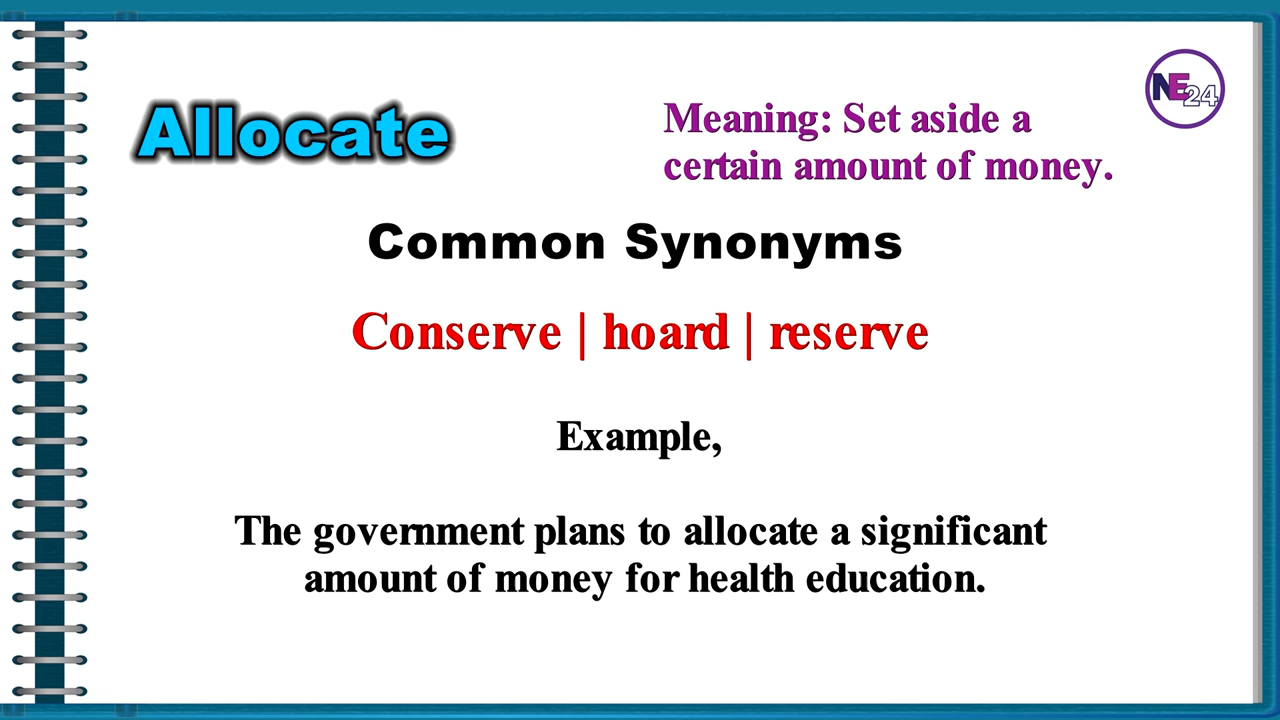 Allocate
Meaning: Set aside a
certain amount of money.
NE24
Common Synonyms
Conserve | hoard | reserve
Example,
The government plans to allocate a significant
amount of money for health education.